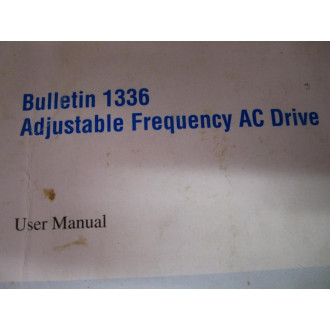 Bulletin 1336
Adjustable Frequency AC Drive
User Manual